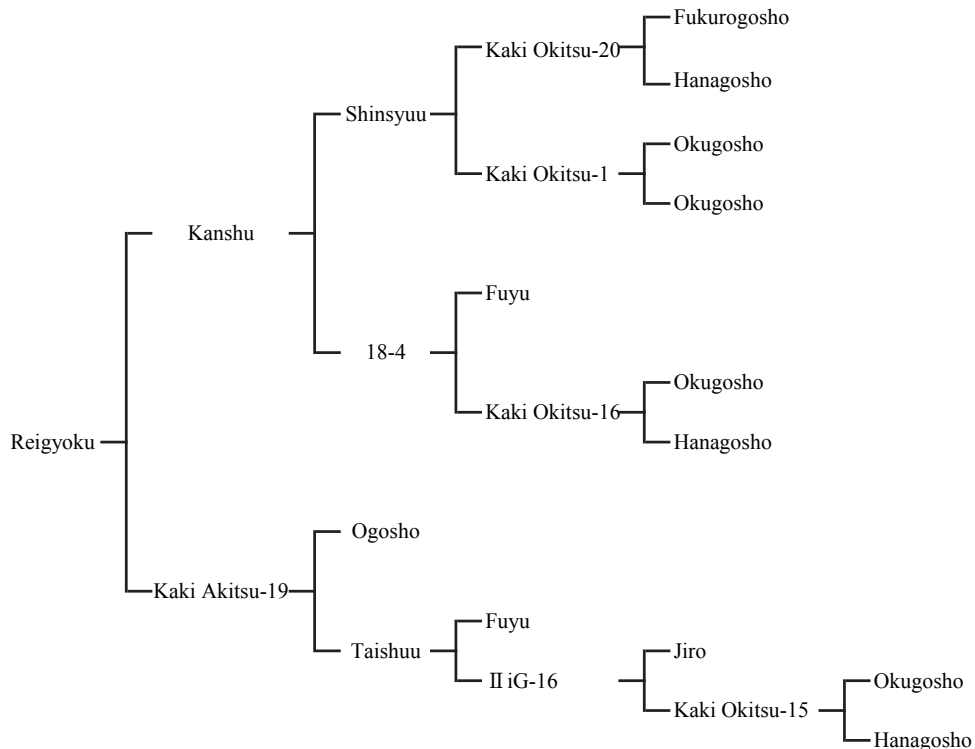 Fukurogosho
Kaki Okitsu-20
Hanagosho
Shinsyuu
Okugosho
Kaki Okitsu-1
Okugosho
Kanshu
Fuyu
18-4
Okugosho
Kaki Okitsu-16
Hanagosho
Reigyoku
Ogosho
Kaki Akitsu-19
Fuyu
Taishuu
Jiro
II iG-16
Okugosho
Kaki Okitsu-15
Hanagosho